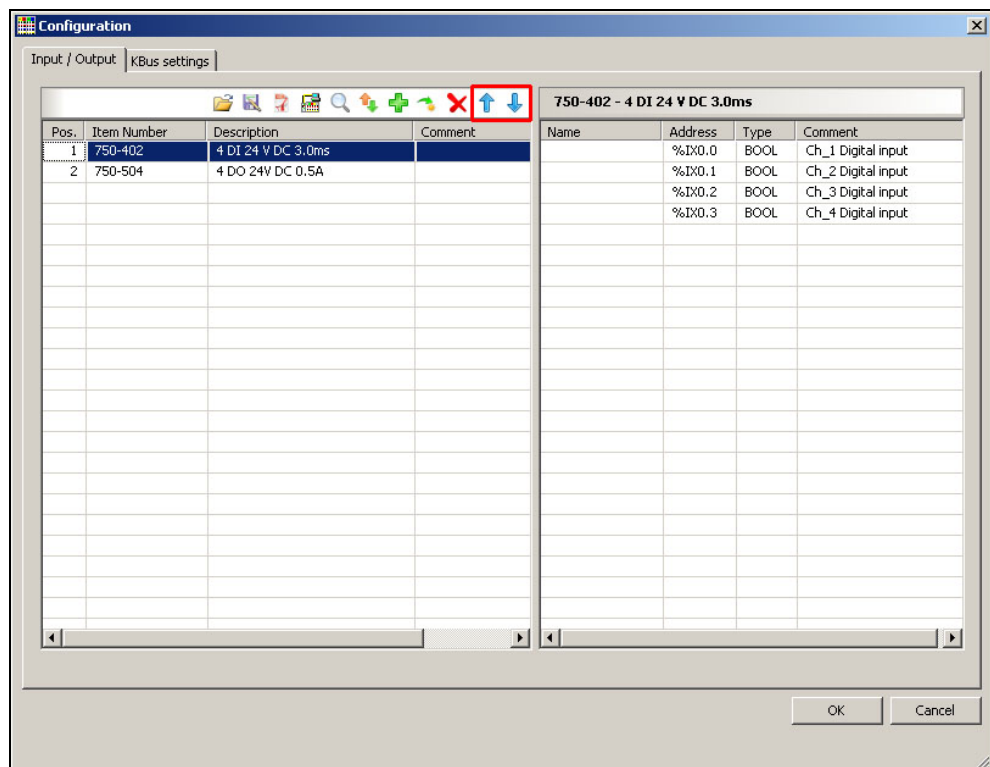 Configuration
Input / Output KBus settings
750-402 - 4 DI 24 V DC 3.0ms
Pos. Item Number Description Comment Name Address Type Comment
1 750-402 4 DI 24 V DC 3.0ms %IX0.0 BOOL Ch_1 Digital input
2 750-504 4 DO 24V DC 0.5A %IX0.1 BOOL Ch_2 Digital input
%IX0.2 BOOL Ch_3 Digital input
%IX0.3 BOOL Ch_4 Digital input
OK Cancel